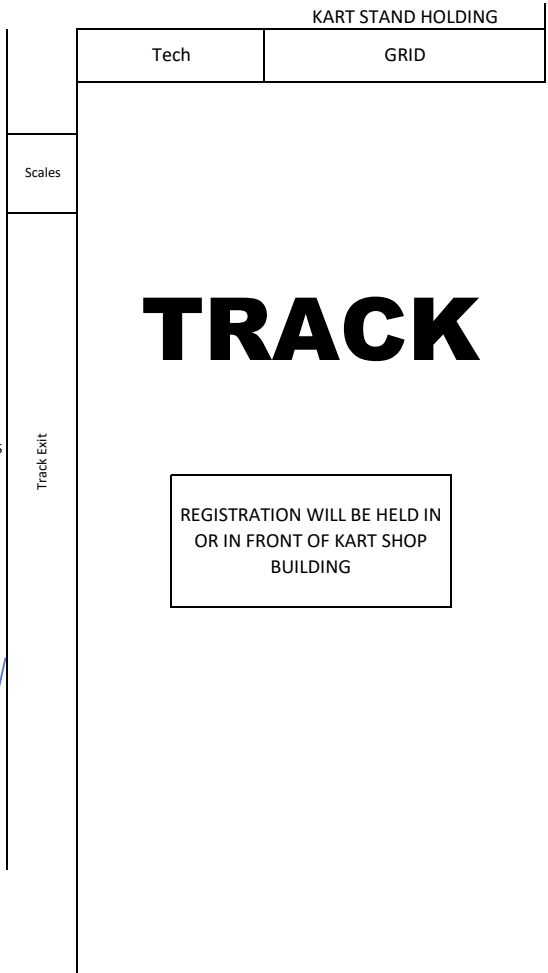 KART STAND HOLDING
Tech
GRID
Scales
TRACK
Track Exit
REGISTRATION WILL BE HELD IN
OR IN FRONT OF KART SHOP
BUILDING